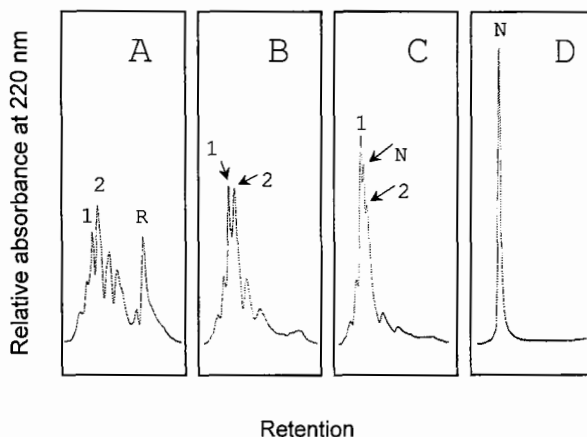 Relative absorbance at 220 nm
A
1
2
R
B
1
2
C
1
N
2
D
N
Retention